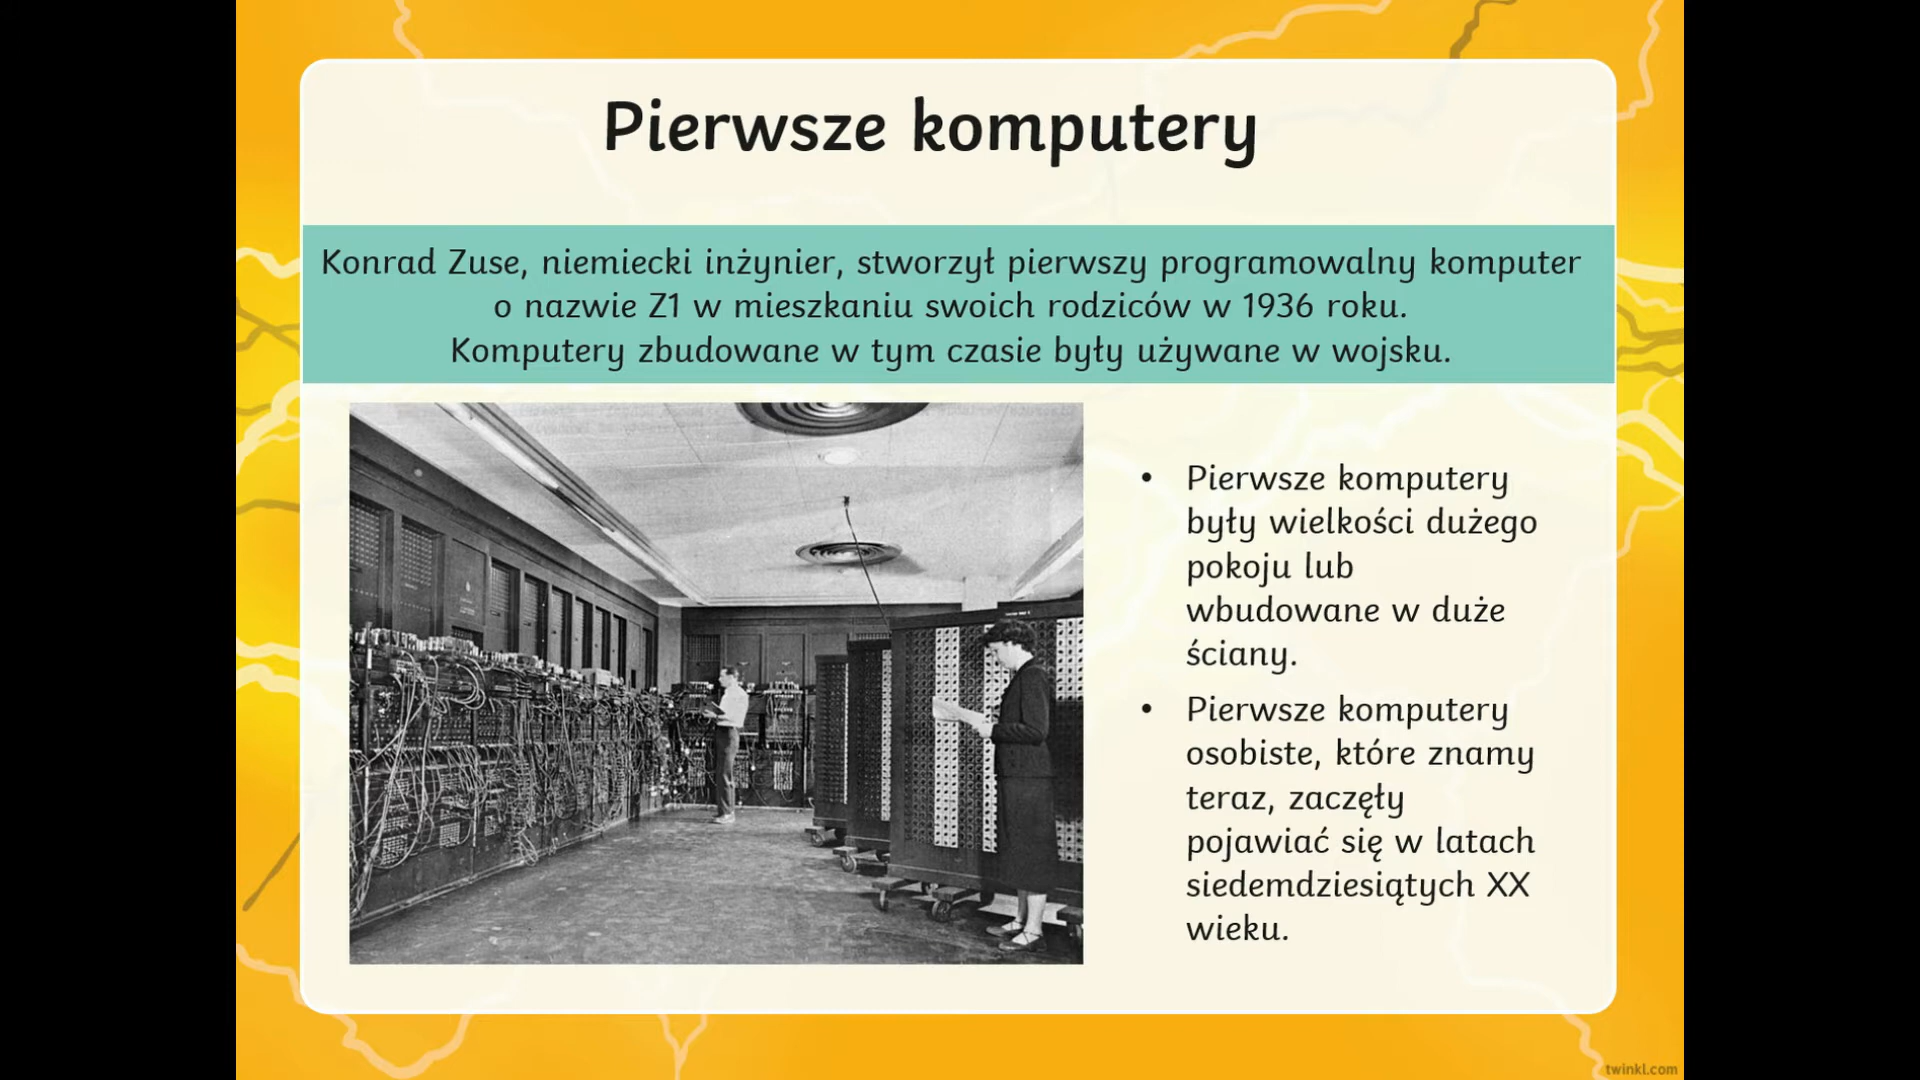 Pierwsze komputery
Konrad Zuse, niemiecki inżynier, stworzył pierwszy programowalny komputer
o nazwie Z1 w mieszkaniu swoich rodziców w 1936 roku.
Komputery zbudowane w tym czasie były używane w wojsku.
• Pierwsze komputery
były wielkości dużego
pokoju lub
wbudowane w duże
ściany.
• Pierwsze komputery
osobiste, które znamy
teraz, zaczęły
pojawiać się w latach
siedemdziesiątych XX
wieku.
twinkl.com